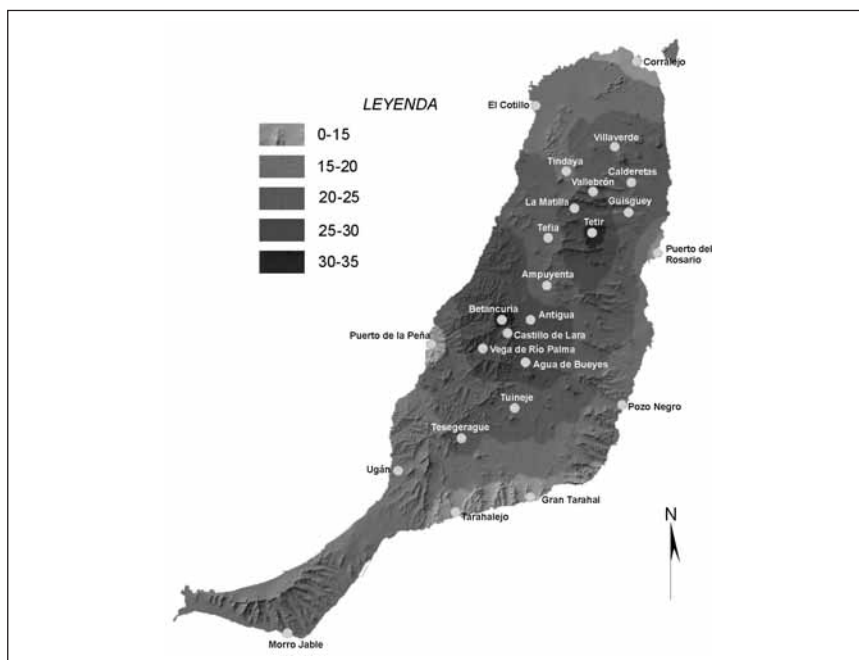 LEYENDA
0-15
15-20
20-25
25-30
30-35
Corralejo
El Cotillo
Villaverde
Tindaya
Calderetas
Vallebrón
La Matilla
Guisguey
Tetir
Tefía
Puerto del
Rosario
Ampuyenta
Betancuria
Antigua
Puerto de la Peña
Castillo de Lara
Vega de Río Palma
Agua de Bueyes
Tuineje
Pozo Negro
Tesegerague
Ugán
Gran Tarahal
Tarahalejo
N
Morro Jable